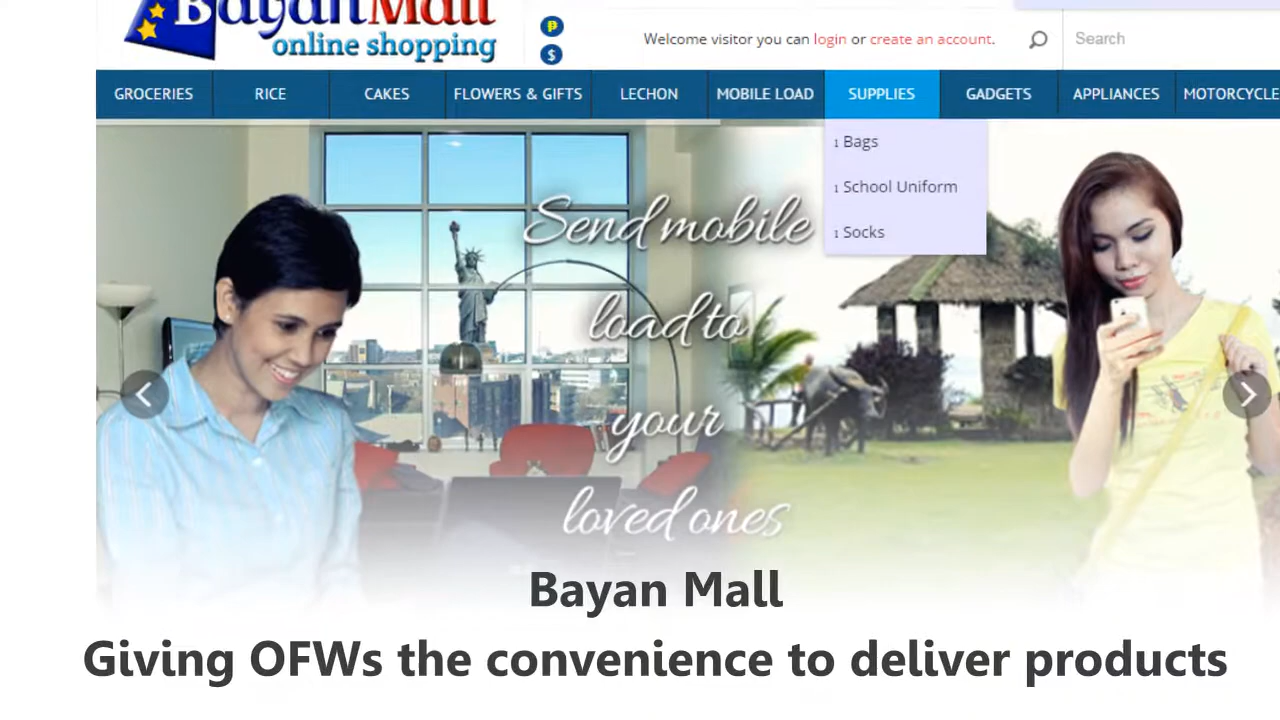 BayanMall
online shopping
₱
$
Welcome visitor you can login or create an account.
Search
GROCERIES RICE CAKES FLOWERS & GIFTS LECHON MOBILE LOAD SUPPLIES GADGETS APPLIANCES MOTORCYCLE
ı Bags
ı School Uniform
ı Socks
Send mobile
load to
your
loved ones
Bayan Mall
Giving OFWs the convenience to deliver products